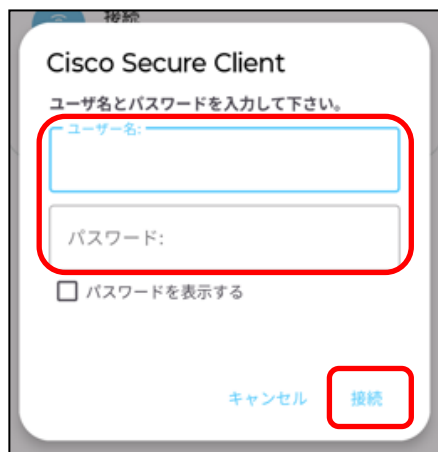 接続
Cisco Secure Client
ユーザ名とパスワードを入力して下さい。
ユーザー名:
パスワード:
パスワードを表示する
キャンセル 接続